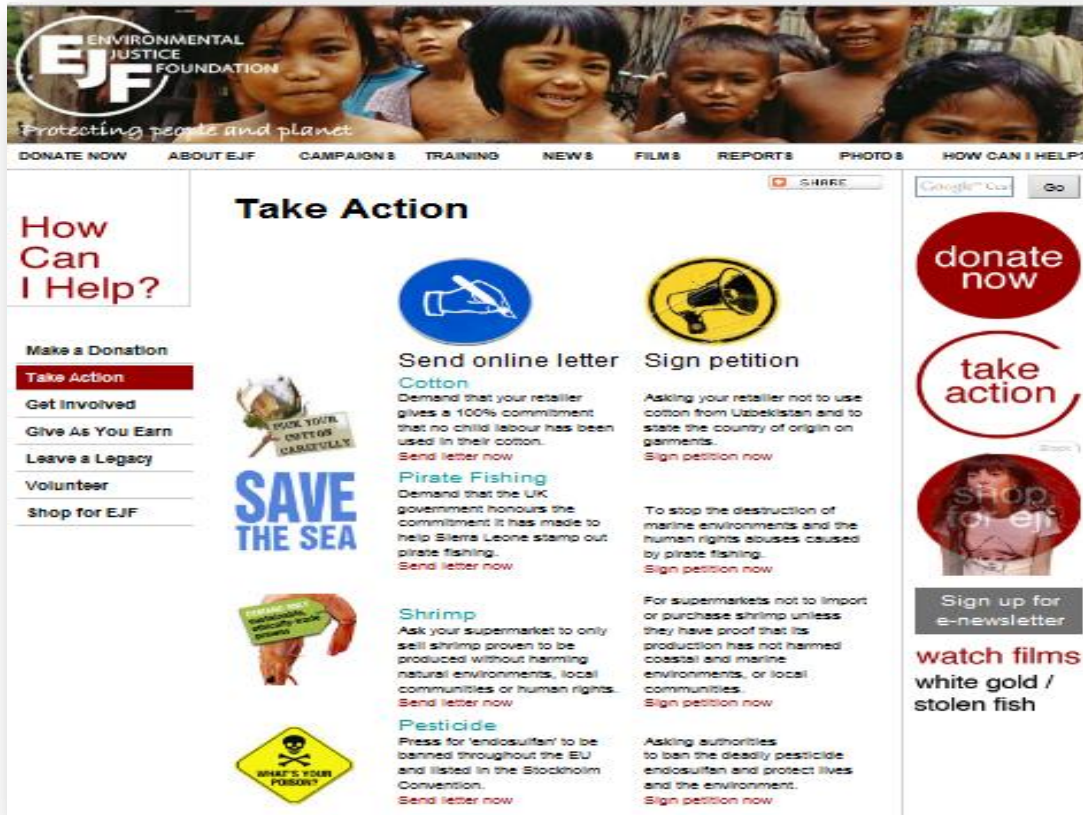 ENVIRONMENTAL
JUSTICE
FOUNDATION
EJF
Protecting people and planet
DONATE NOW ABOUT EJF CAMPAIGNS TRAINING NEWS FILMS REPORTS PHOTOS HOW CAN I HELP?
SHARE
Go
How
Can
I Help?
Make a Donation
Take Action
Get Involved
Give As You Earn
Leave a Legacy
Volunteer
Shop for EJF
Take Action
Send online letter
Sign petition
PICK YOUR
COTTON
CAREFULLY
Cotton
Demand that your retailer
gives a 100% commitment
that no child labour has been
used in their cotton.
Send letter now
Asking your retailer not to use
cotton from Uzbekistan and to
state the country of origin on
garments.
Sign petition now
SAVE
THE SEA
Pirate Fishing
Demand that the UK
government honours the
commitment it has made to
help Sierra Leone stamp out
pirate fishing.
Send letter now
To stop the destruction of
marine environments and the
human rights abuses caused
by pirate fishing.
Sign petition now
Shrimp
Ask your supermarket to only
sell shrimp proven to be
produced without harming
natural environments, local
communities or human rights.
Send letter now
For supermarkets not to import
or purchase shrimp unless
they have proof that its
production has not harmed
coastal and marine
environments, or local
communities.
Sign petition now
WHAT'S YOUR
POISON?
Pesticide
Press for 'endosulfan' to be
banned throughout the EU
and listed in the Stockholm
Convention.
Send letter now
Asking authorities
to ban the deadly pesticide
endosulfan and protect lives
and the environment.
Sign petition now
donate
now
take
action
shop
for ejf
Sign up for
e-newsletter
watch films
white gold /
stolen fish